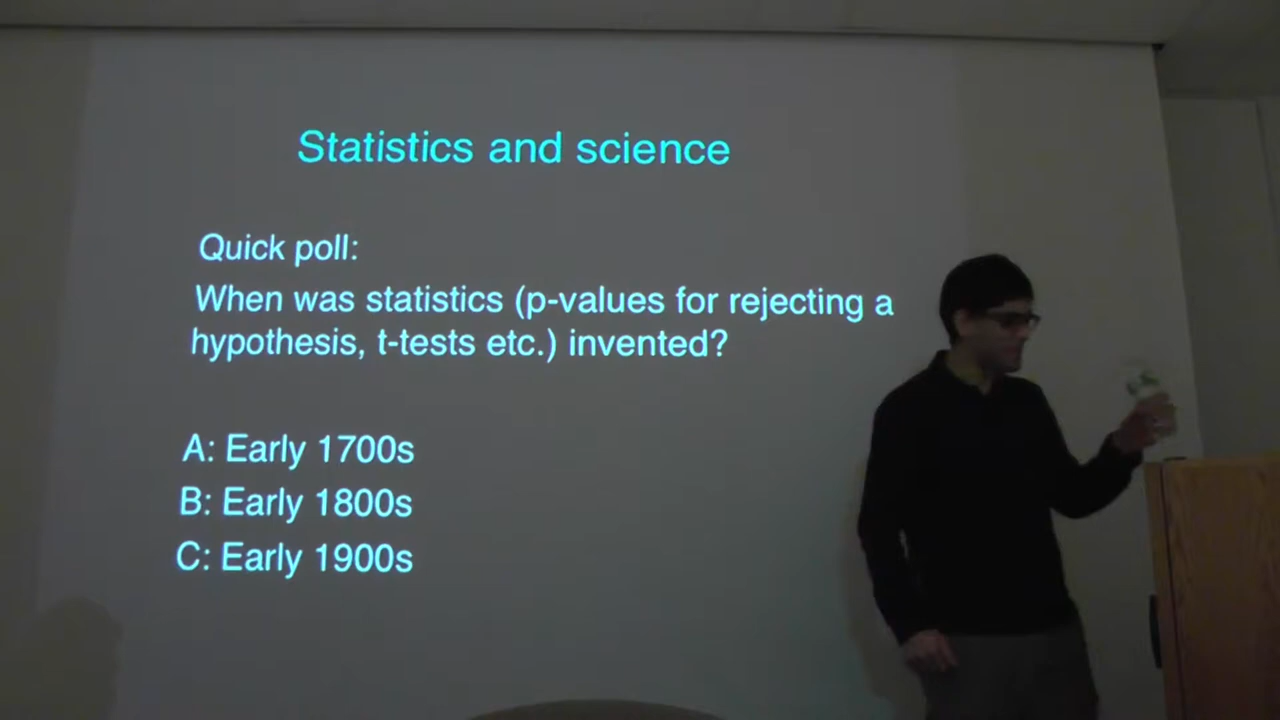 Statistics and science
Quick poll:
When was statistics (p-values for rejecting a
hypothesis, t-tests etc.) invented?
A: Early 1700s
B: Early 1800s
C: Early 1900s